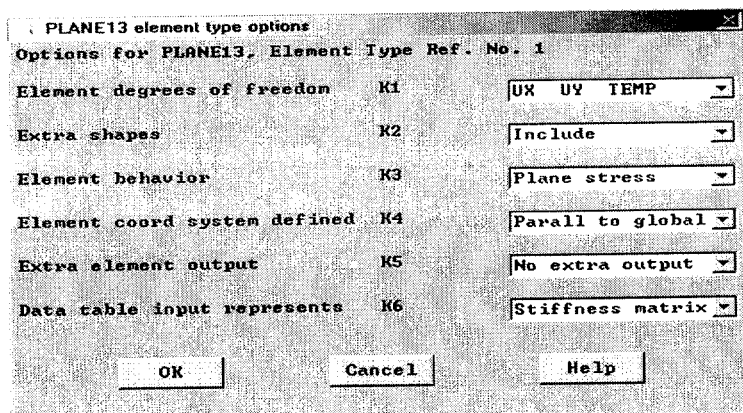 PLANE13 element type options
Options for PLANE13, Element Type Ref. No. 1
Element degrees of freedom K1 UX UY TEMP
Extra shapes K2 Include
Element behavior K3 Plane stress
Element coord system defined K4 Parall to global
Extra element output K5 No extra output
Data table input represents K6 Stiffness matrix
OK Cancel Help